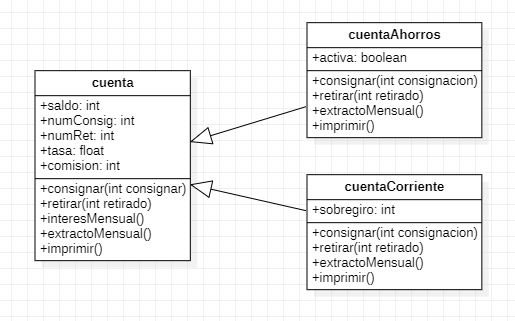 cuenta
+saldo: int
+numConsig: int
+numRet: int
+tasa: float
+comision: int
+consignar(int consignar)
+retirar(int retirado)
+interesMensual()
+extractoMensual()
+imprimir()
cuentaAhorros
+activa: boolean
+consignar(int consignacion)
+retirar(int retirado)
+extractoMensual()
+imprimir()
cuentaCorriente
+sobregiro: int
+consignar(int consignacion)
+retirar(int retirado)
+extractoMensual()
+imprimir()